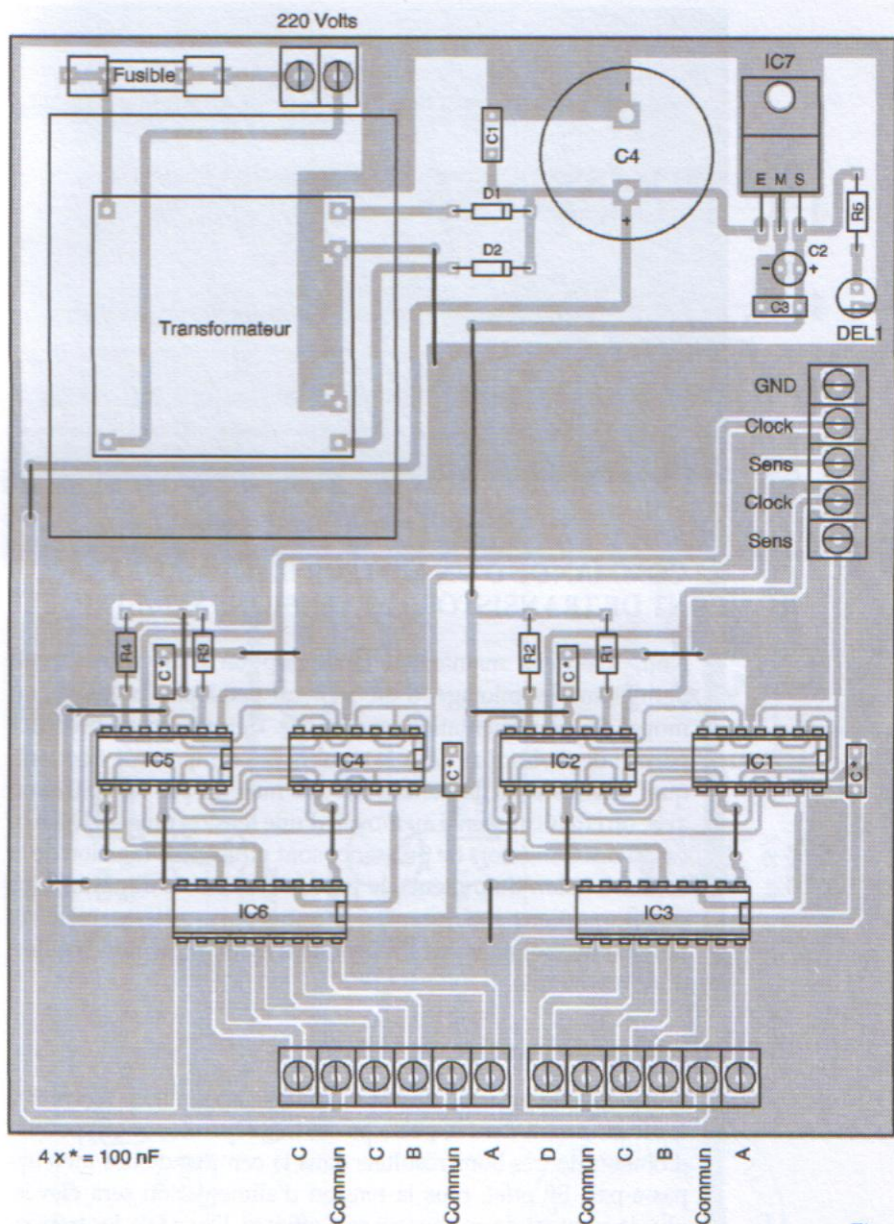 220 Volts
Fusible
IC7
C1
-
C4
+
E M S
R5
D1
D2
C2
- +
C3
DEL1
Transformateur
GND
Clock
Sens
Clock
Sens
R4
C*
R3
R2
C*
R1
IC5
IC4
C*
IC2
IC1
C*
IC6
IC3
4 x * = 100 nF
C
Commun
C
B
Commun
A
D
Commun
C
B
Commun
A